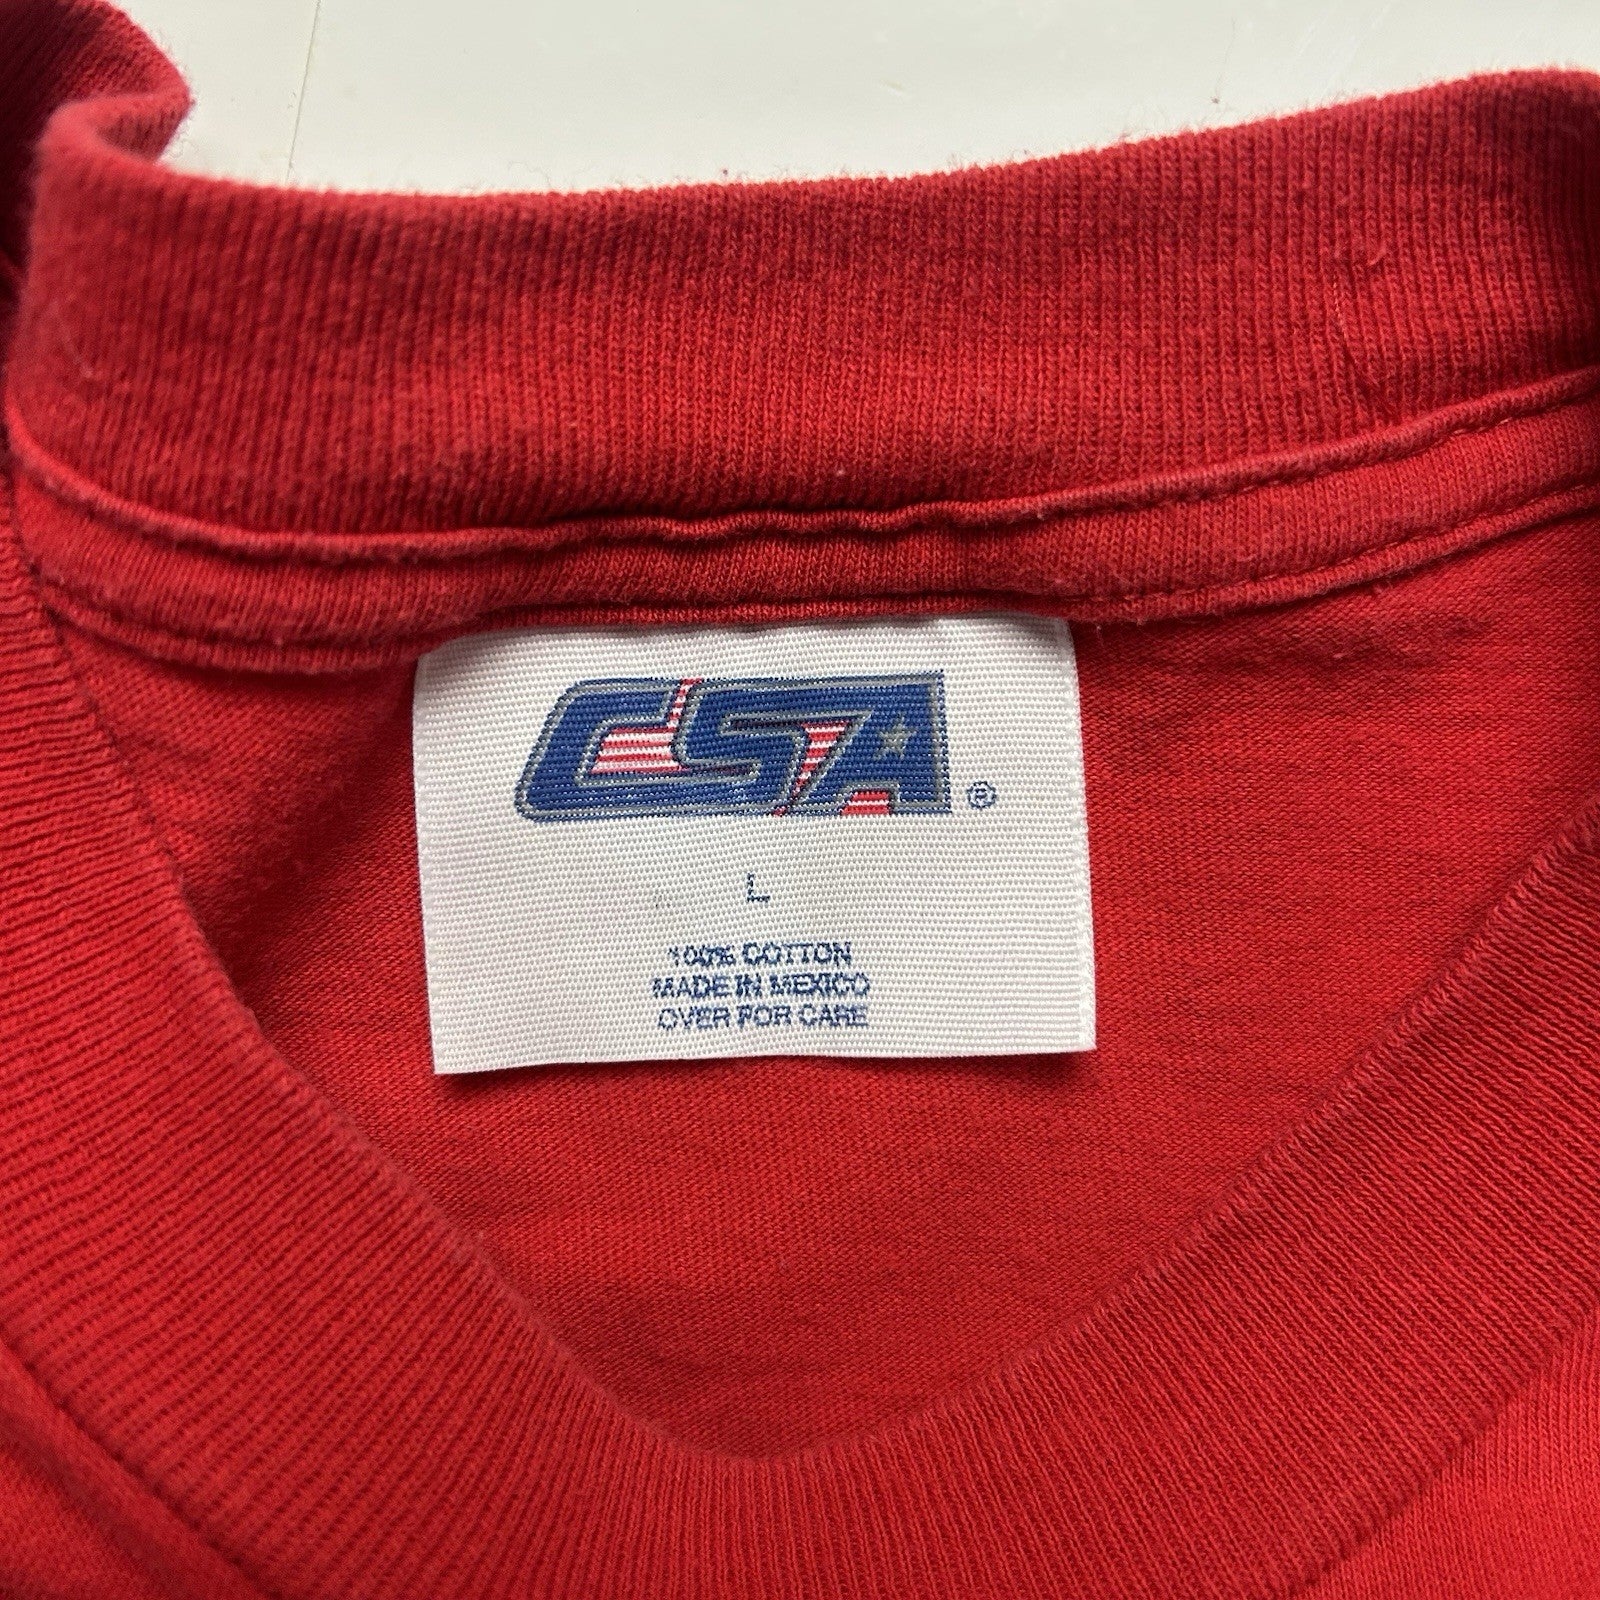 CSA®
L
100% COTTON
MADE IN MEXICO
OVER FOR CARE